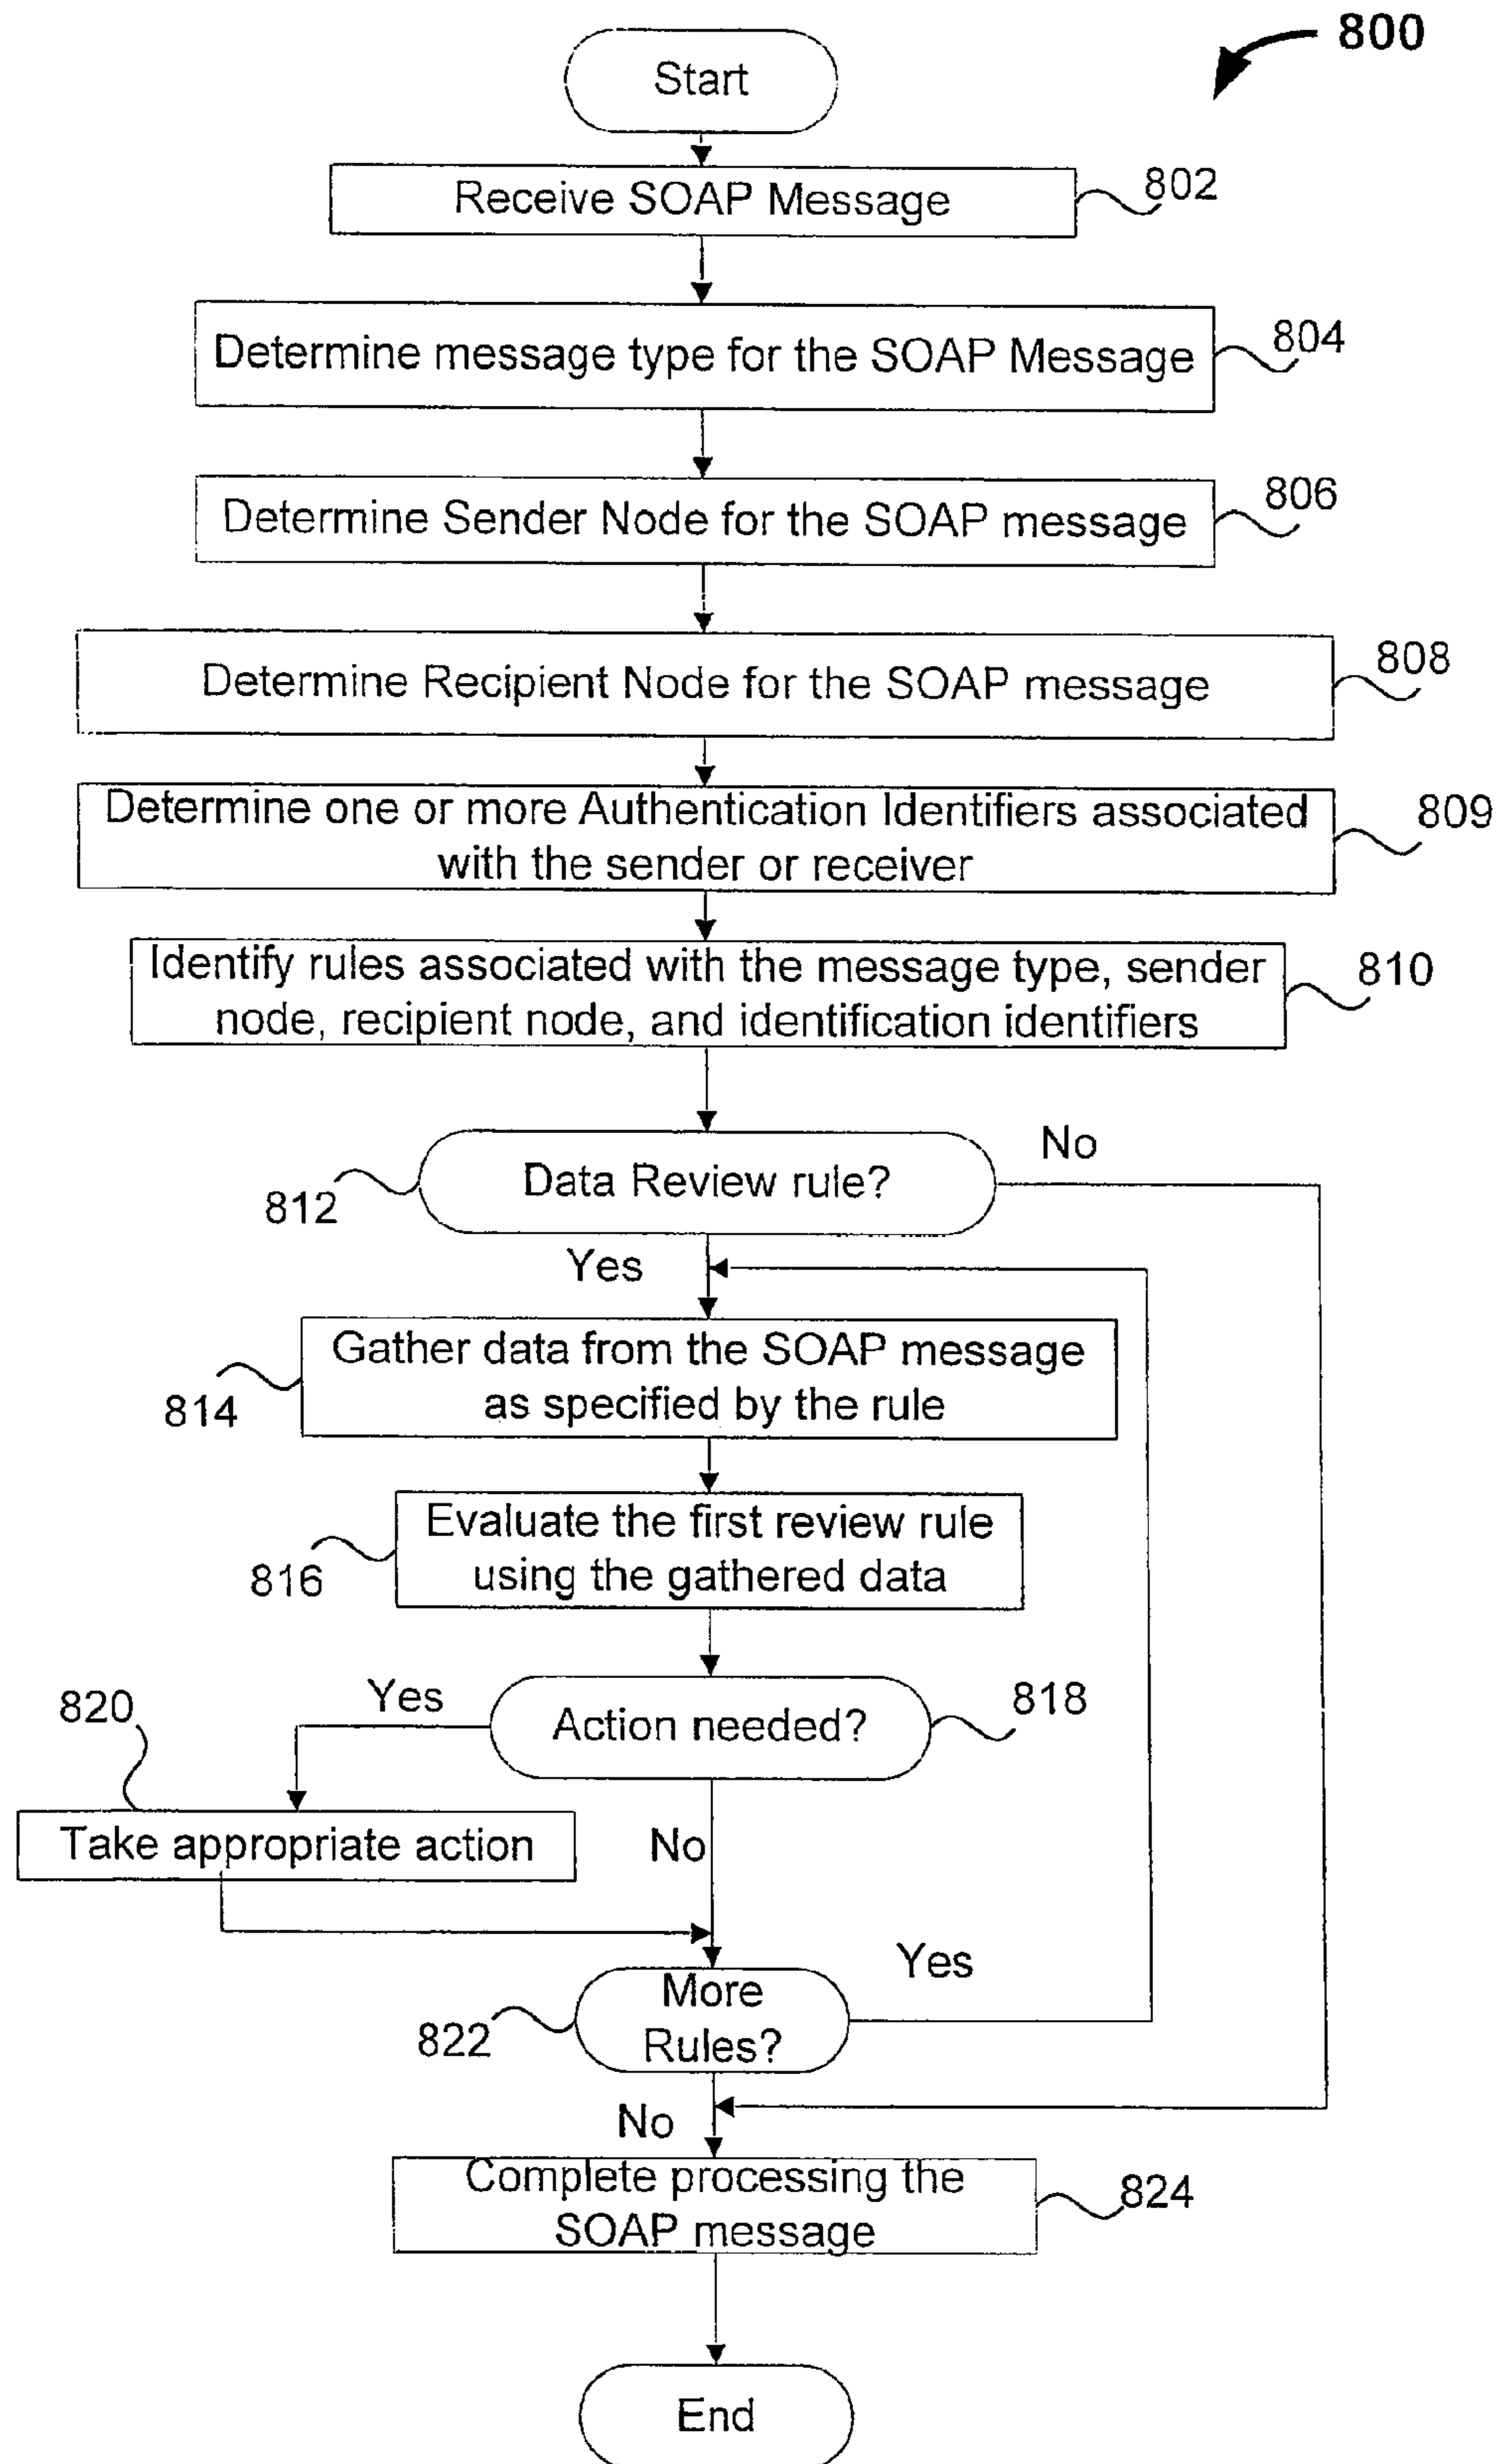 800
Start
Receive SOAP Message
802
Determine message type for the SOAP Message
804
Determine Sender Node for the SOAP message
806
Determine Recipient Node for the SOAP message
808
Determine one or more Authentication Identifiers associated
with the sender or receiver
809
Identify rules associated with the message type, sender
node, recipient node, and identification identifiers
810
Data Review rule?
No
812
Yes
Gather data from the SOAP message
as specified by the rule
814
Evaluate the first review rule
using the gathered data
816
Action needed?
818
Yes
820
Take appropriate action
No
More
Rules?
Yes
822
No
Complete processing the
SOAP message
824
End